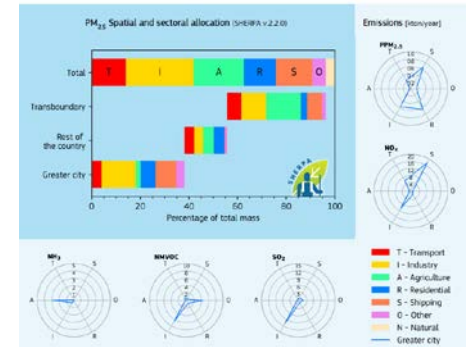 PM2.5 Spatial and sectoral allocation (SHERPA v.2.2.0)
Total
T I A R S O
Transboundary
Rest of
the country
Greater city
0 20 40 60 80 100
Percentage of total mass
SHERPA
Emissions [kton/year]
PPM2.5
T S
A O
I R
NOx
20
T S
A O
I R
NH3
T S
A O
I R
NMVOC
T S
A O
I R
SO2
T S
A O
I R
T - Transport
I - Industry
A - Agriculture
R - Residential
S - Shipping
O - Other
N - Natural
Greater city